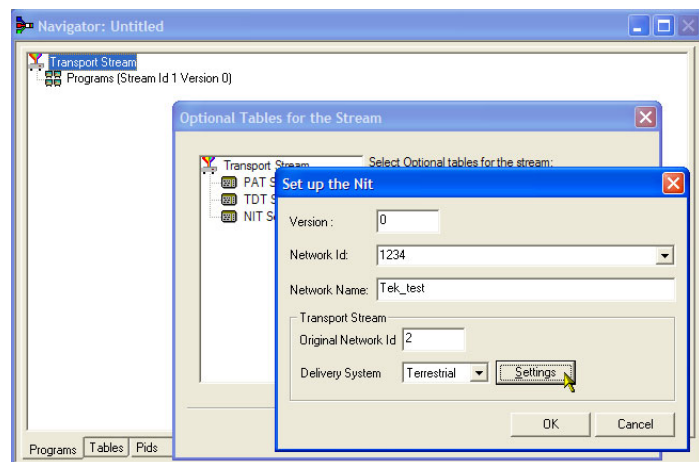 Navigator: Untitled
Transport Stream
Programs (Stream Id 1 Version 0)
Optional Tables for the Stream
Transport Stream
Select Optional tables for the stream:
PAT
TDT
NIT
Set up the Nit
Version : 0
Network Id: 1234
Network Name: Tek_test
Transport Stream
Original Network Id 2
Delivery System Terrestrial Settings
OK Cancel
Programs Tables Pids